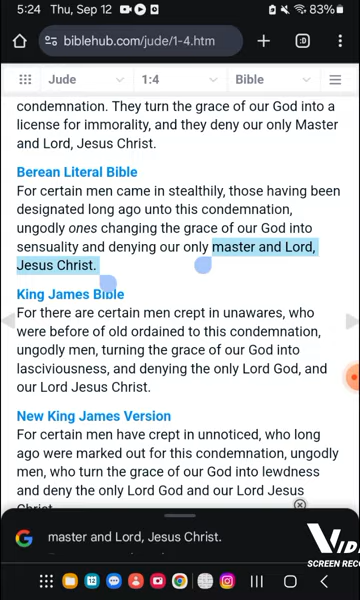 5:24 Thu, Sep 12 83%
biblehub.com/jude/1-4.htm :D
Jude 1:4 Bible
condemnation. They turn the grace of our God into a
license for immorality, and they deny our only Master
and Lord, Jesus Christ.
Berean Literal Bible
For certain men came in stealthily, those having been
designated long ago unto this condemnation,
ungodly ones changing the grace of our God into
sensuality and denying our only master and Lord,
Jesus Christ.
King James Bible
For there are certain men crept in unawares, who
were before of old ordained to this condemnation,
ungodly men, turning the grace of our God into
lasciviousness, and denying the only Lord God, and
our Lord Jesus Christ.
New King James Version
For certain men have crept in unnoticed, who long
ago were marked out for this condemnation, ungodly
men, who turn the grace of our God into lewdness
and deny the only Lord God and our Lord Jesus
Christ.
master and Lord, Jesus Christ.
SCREEN REC
12